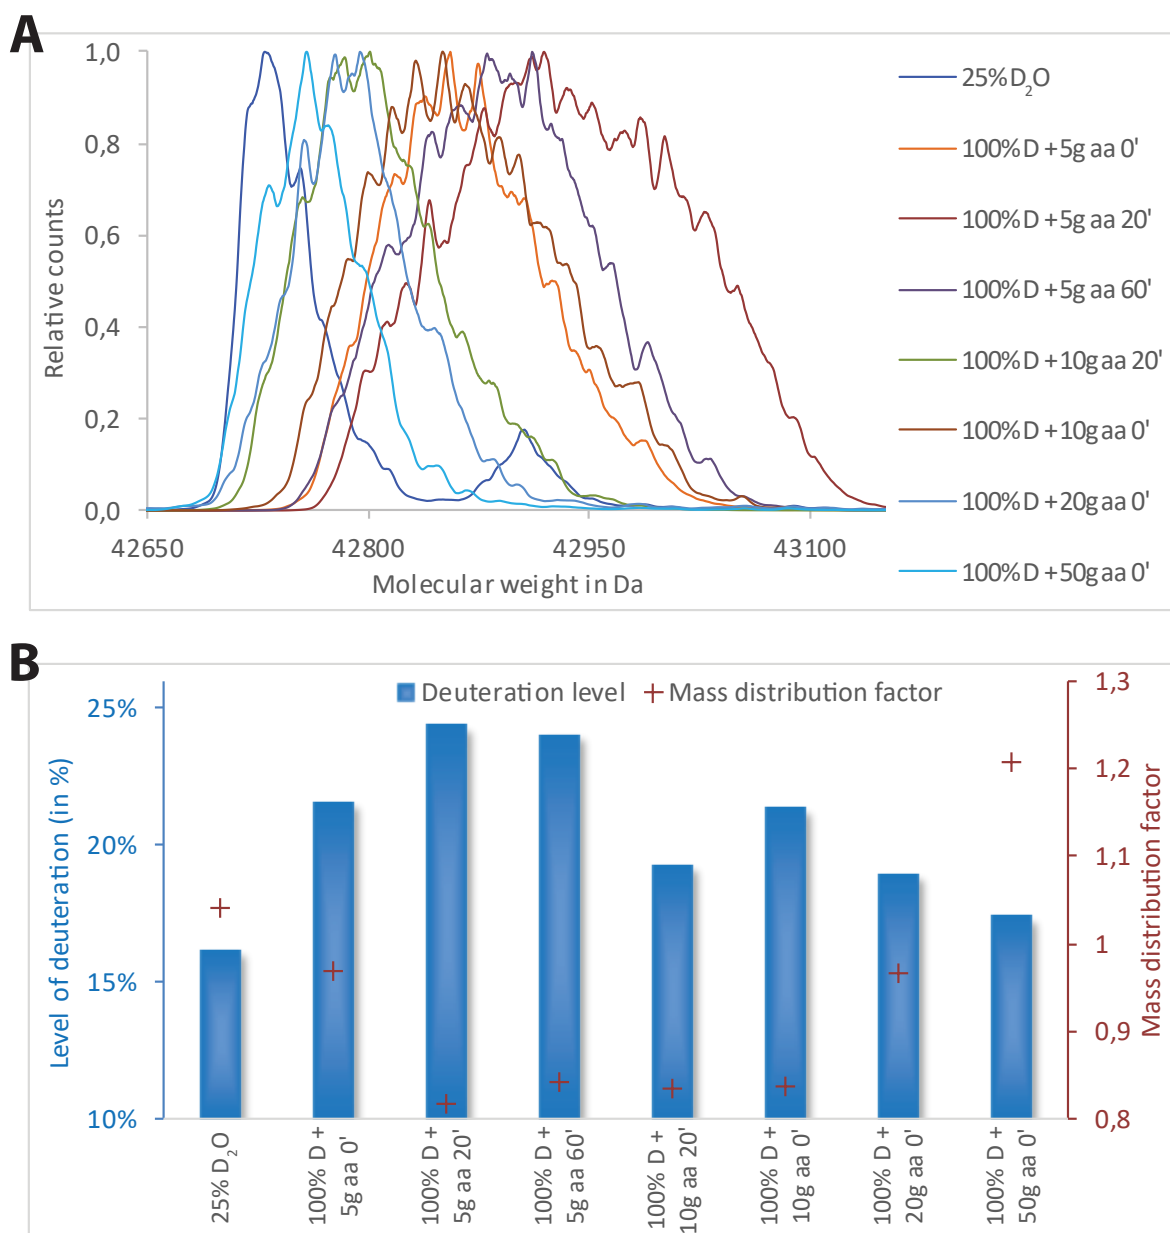 A
1,0
0,8
0,6
0,4
0,2
0,0
Relative counts
42650
42800
42950
43100
Molecular weight in Da
25%D₂O
100%D+5g aa 0'
100%D+5g aa 20'
100%D+5g aa 60'
100%D+10g aa 20'
100%D+10g aa 0'
100%D+20g aa 0'
100%D+50g aa 0'
B
Deuteration level
Mass distribution factor
25%
20%
15%
10%
Level of deuteration (in %)
1,3
1,2
1,1
1
0,9
0,8
Mass distribution factor
25% D₂O
100% D +
5g aa 0'
100% D +
5g aa 20'
100% D +
5g aa 60'
100% D +
10g aa 20'
100% D +
10g aa 0'
100% D +
20g aa 0'
100% D +
50g aa 0'